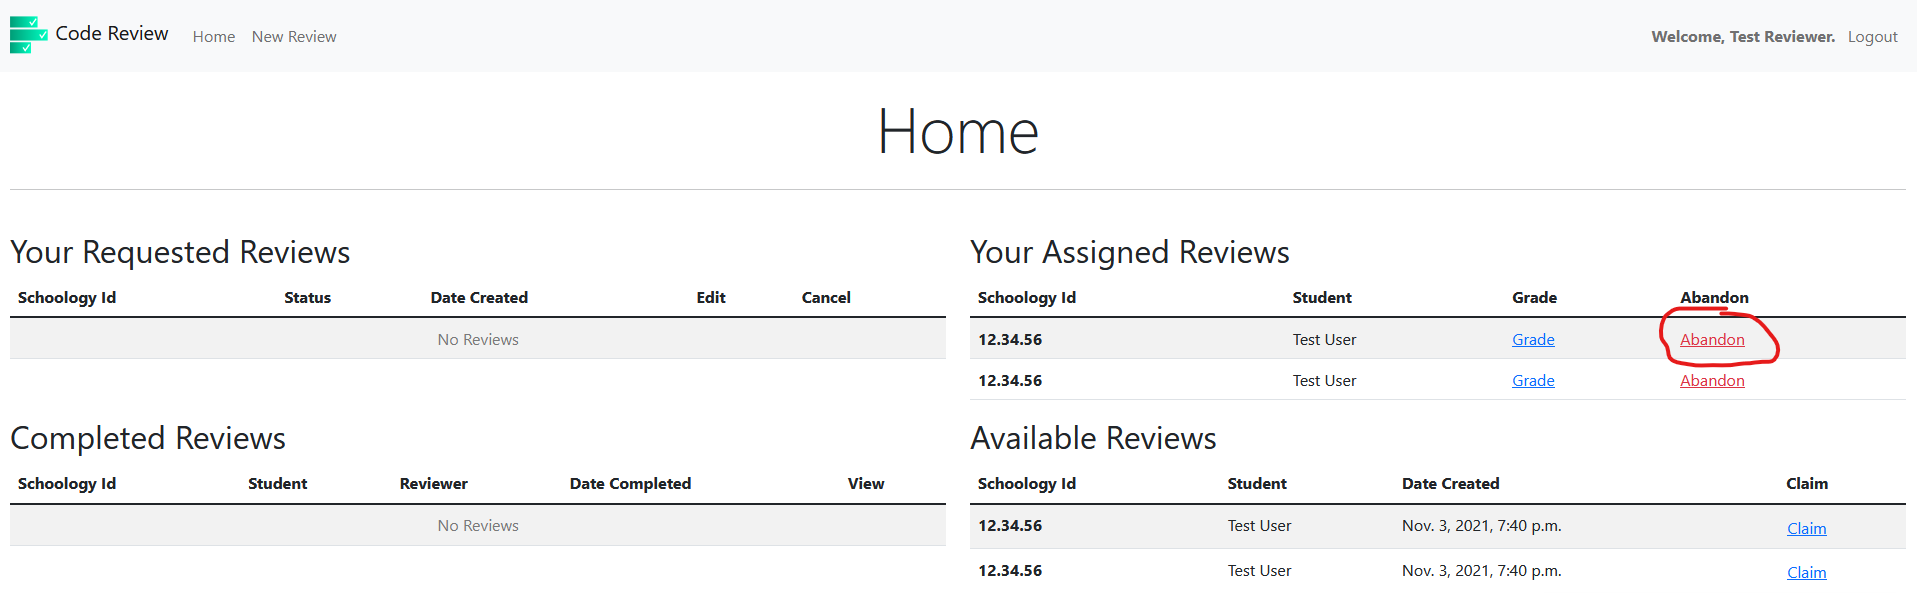 Code Review Home New Review Welcome, Test Reviewer. Logout
Home
Your Requested Reviews
Schoology Id Status Date Created Edit Cancel
No Reviews
Your Assigned Reviews
Schoology Id Student Grade Abandon
12.34.56 Test User Grade Abandon
12.34.56 Test User Grade Abandon
Completed Reviews
Schoology Id Student Reviewer Date Completed View
No Reviews
Available Reviews
Schoology Id Student Date Created Claim
12.34.56 Test User Nov. 3, 2021, 7:40 p.m. Claim
12.34.56 Test User Nov. 3, 2021, 7:40 p.m. Claim